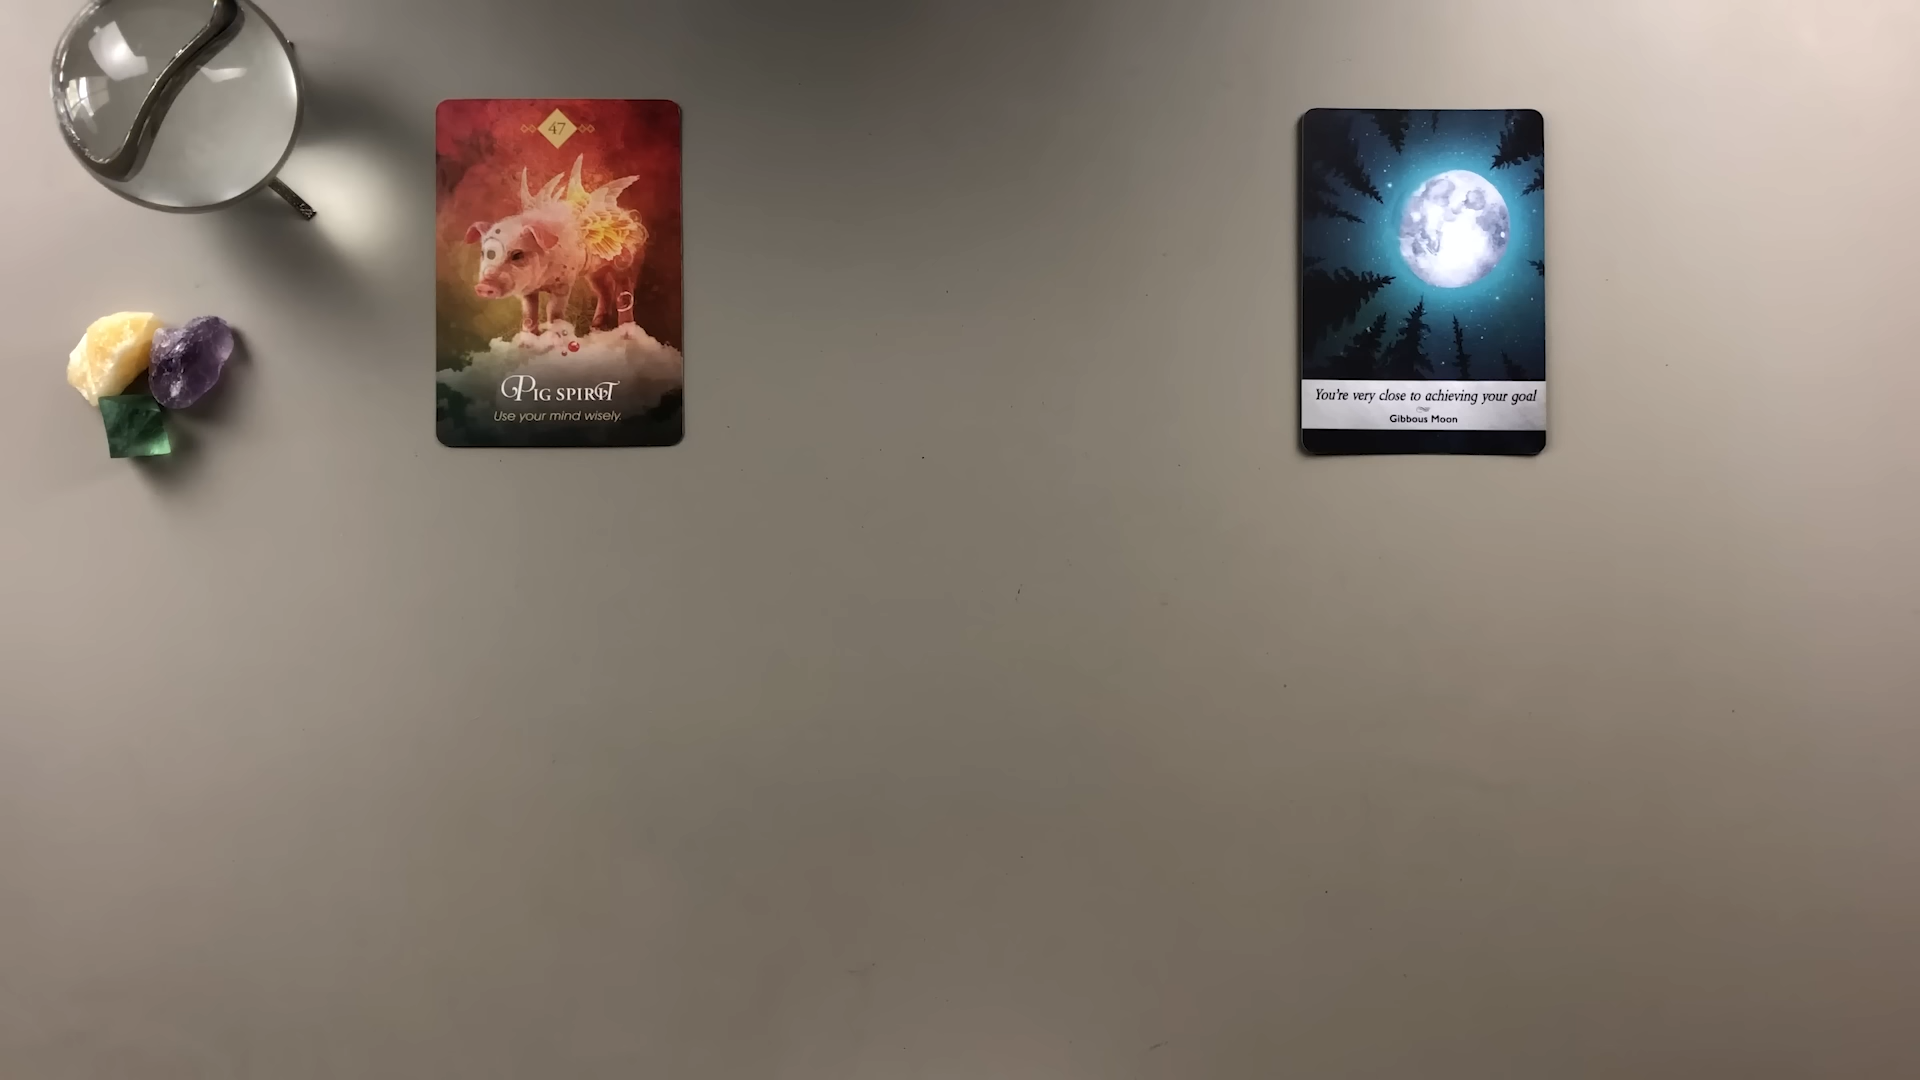 47
PIG SPIRIT
Use your mind wisely.
You're very close to achieving your goal
Gibbous Moon